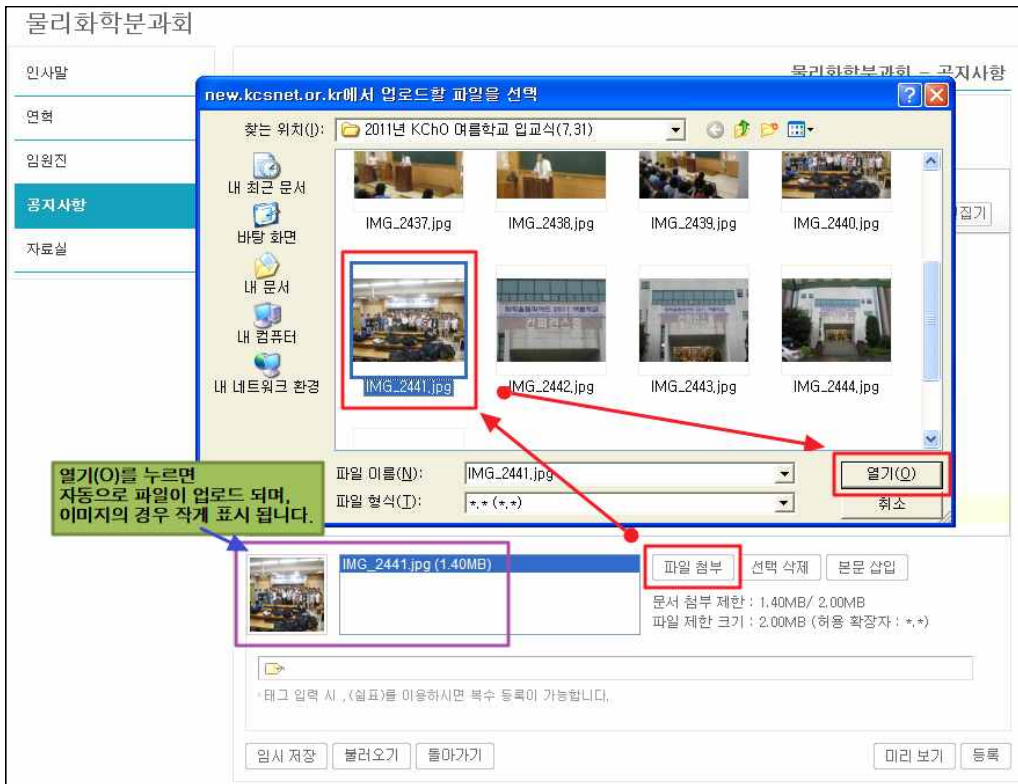 물리화학분과회
인사말
연혁
임원진
공지사항
자료실
물리화학분과회 - 공지사항
new.kcsnet.or.kr에서 업로드할 파일을 선택
찾는 위치(I):
2011년 KChO 여름학교 입교식(7,31)
내 최근 문서
바탕 화면
내 문서
내 컴퓨터
내 네트워크 환경
IMG_2437.jpg
IMG_2438.jpg
IMG_2439.jpg
IMG_2440.jpg
집기
IMG_2441.jpg
IMG_2442.jpg
IMG_2443.jpg
IMG_2444.jpg
파일 이름(N):
IMG_2441.jpg
열기(O)
파일 형식(T):
*.* (*.*)
취소
열기(O)를 누르면
자동으로 파일이 업로드 되며,
이미지의 경우 작게 표시 됩니다.
IMG_2441.jpg (1.40MB)
파일 첨부
선택 삭제
본문 삽입
문서 첨부 제한 : 1.40MB/ 2.00MB
파일 제한 크기 : 2.00MB (허용 확장자 : *.*)
태그 입력 시 ,(쉼표)를 이용하시면 복수 등록이 가능합니다.
임시 저장
불러오기
돌아가기
미리 보기
등록